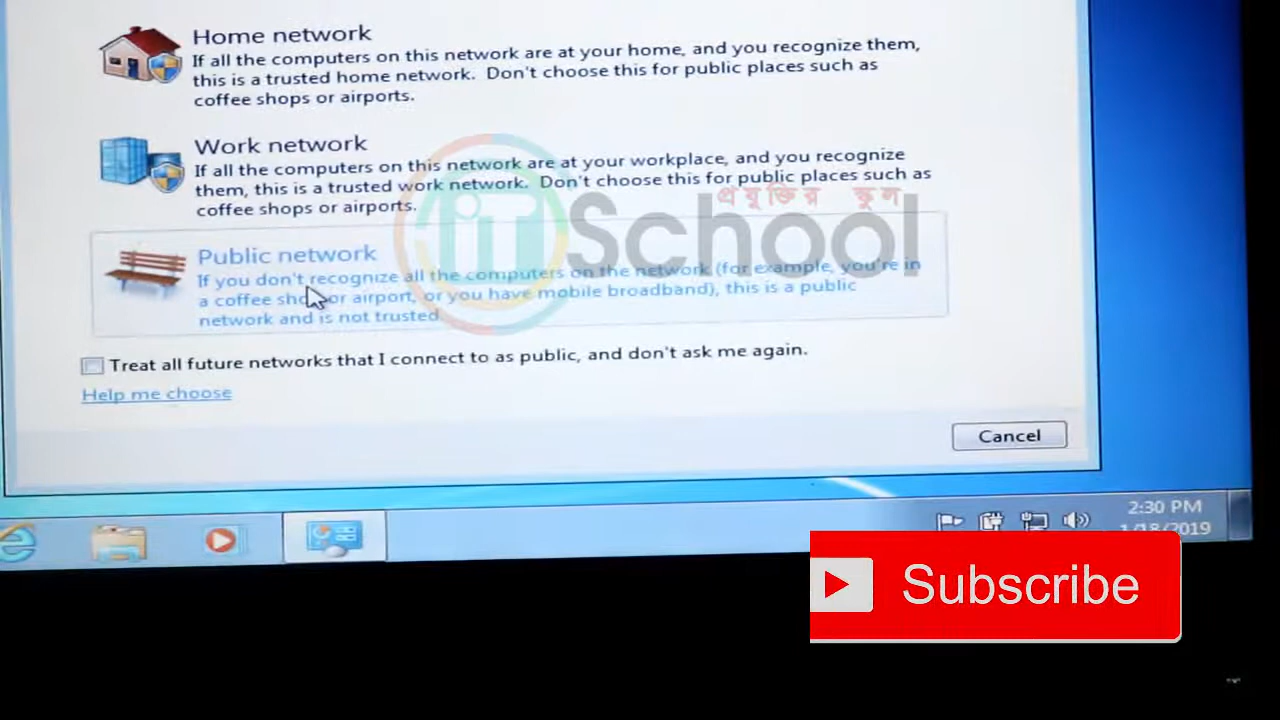 Home network
If all the computers on this network are at your home, and you recognize them,
this is a trusted home network. Don't choose this for public places such as
coffee shops or airports.
Work network
If all the computers on this network are at your workplace, and you recognize
them, this is a trusted work network. Don't choose this for public places such as
coffee shops or airports.
প্রযুক্তির স্কুল
iT School
Public network
If you don't recognize all the computers on the network (for example, you're in
a coffee shop or airport, or you have mobile broadband), this is a public
network and is not trusted.
Treat all future networks that I connect to as public, and don't ask me again.
Help me choose
Cancel
2:30 PM
1/18/2019
Subscribe